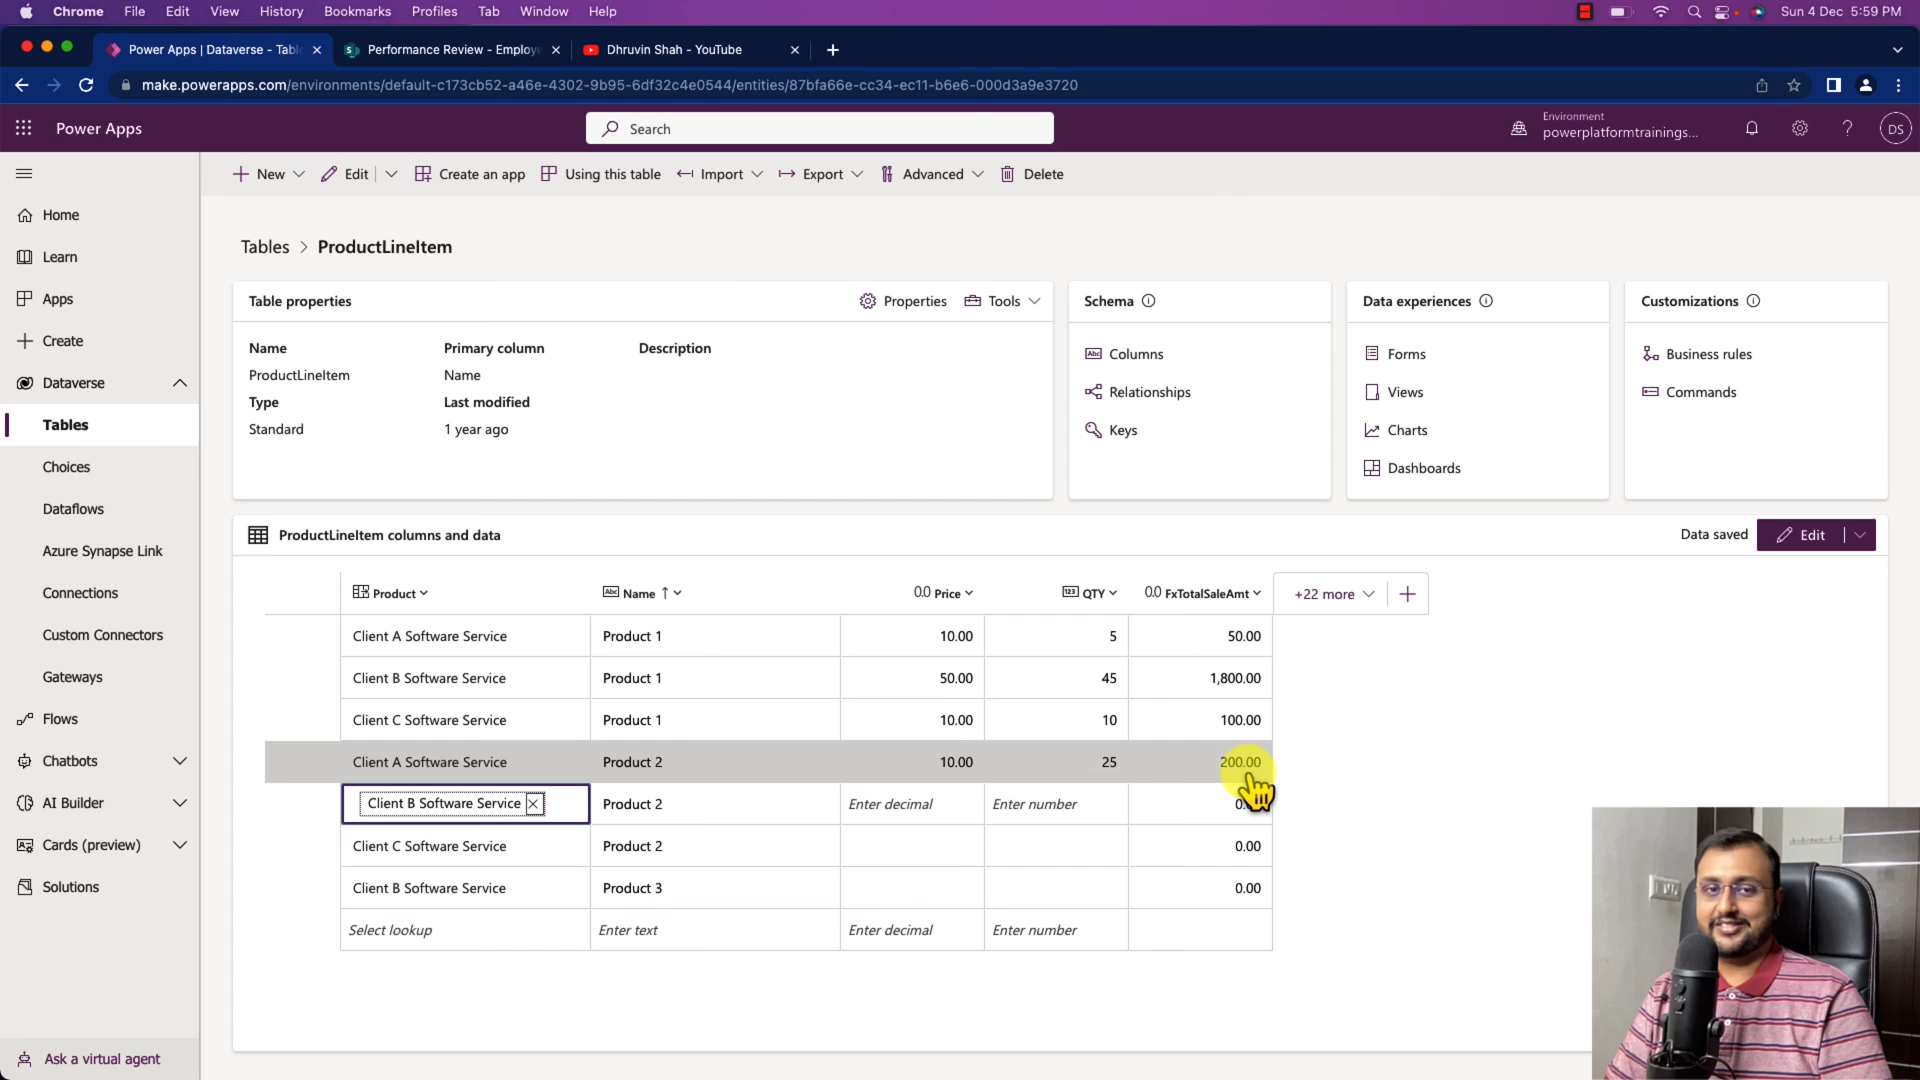 Chrome File Edit View History Bookmarks Profiles Tab Window Help Sun 4 Dec 5:59 PM
Power Apps | Dataverse - Table Performance Review - Employe Dhruvin Shah - YouTube
make.powerapps.com/environments/default-c173cb52-a46e-4302-9b95-6df32c4e0544/entities/87bfa66e-cc34-ec11-b6e6-000d3a9e3720
Power Apps Search Environment
powerplatformtrainings... DS
New Edit Create an app Using this table Import Export Advanced Delete
Home
Learn
Apps
Create
Dataverse
Tables
Choices
Dataflows
Azure Synapse Link
Connections
Custom Connectors
Gateways
Flows
Chatbots
AI Builder
Cards (preview)
Solutions
Ask a virtual agent
Tables > ProductLineItem
Table properties Properties Tools
Name Primary column Description
ProductLineItem Name
Type Last modified
Standard 1 year ago
Schema
Columns
Relationships
Keys
Data experiences
Forms
Views
Charts
Dashboards
Customizations
Business rules
Commands
ProductLineItem columns and data Data saved Edit
Product Name Price QTY FxTotalSaleAmt +22 more
Client A Software Service Product 1 10.00 5 50.00
Client B Software Service Product 1 50.00 45 1,800.00
Client C Software Service Product 1 10.00 10 100.00
Client A Software Service Product 2 10.00 25 200.00
Client B Software Service Product 2 Enter decimal Enter number
Client C Software Service Product 2 0.00
Client B Software Service Product 3 0.00
Select lookup Enter text Enter decimal Enter number